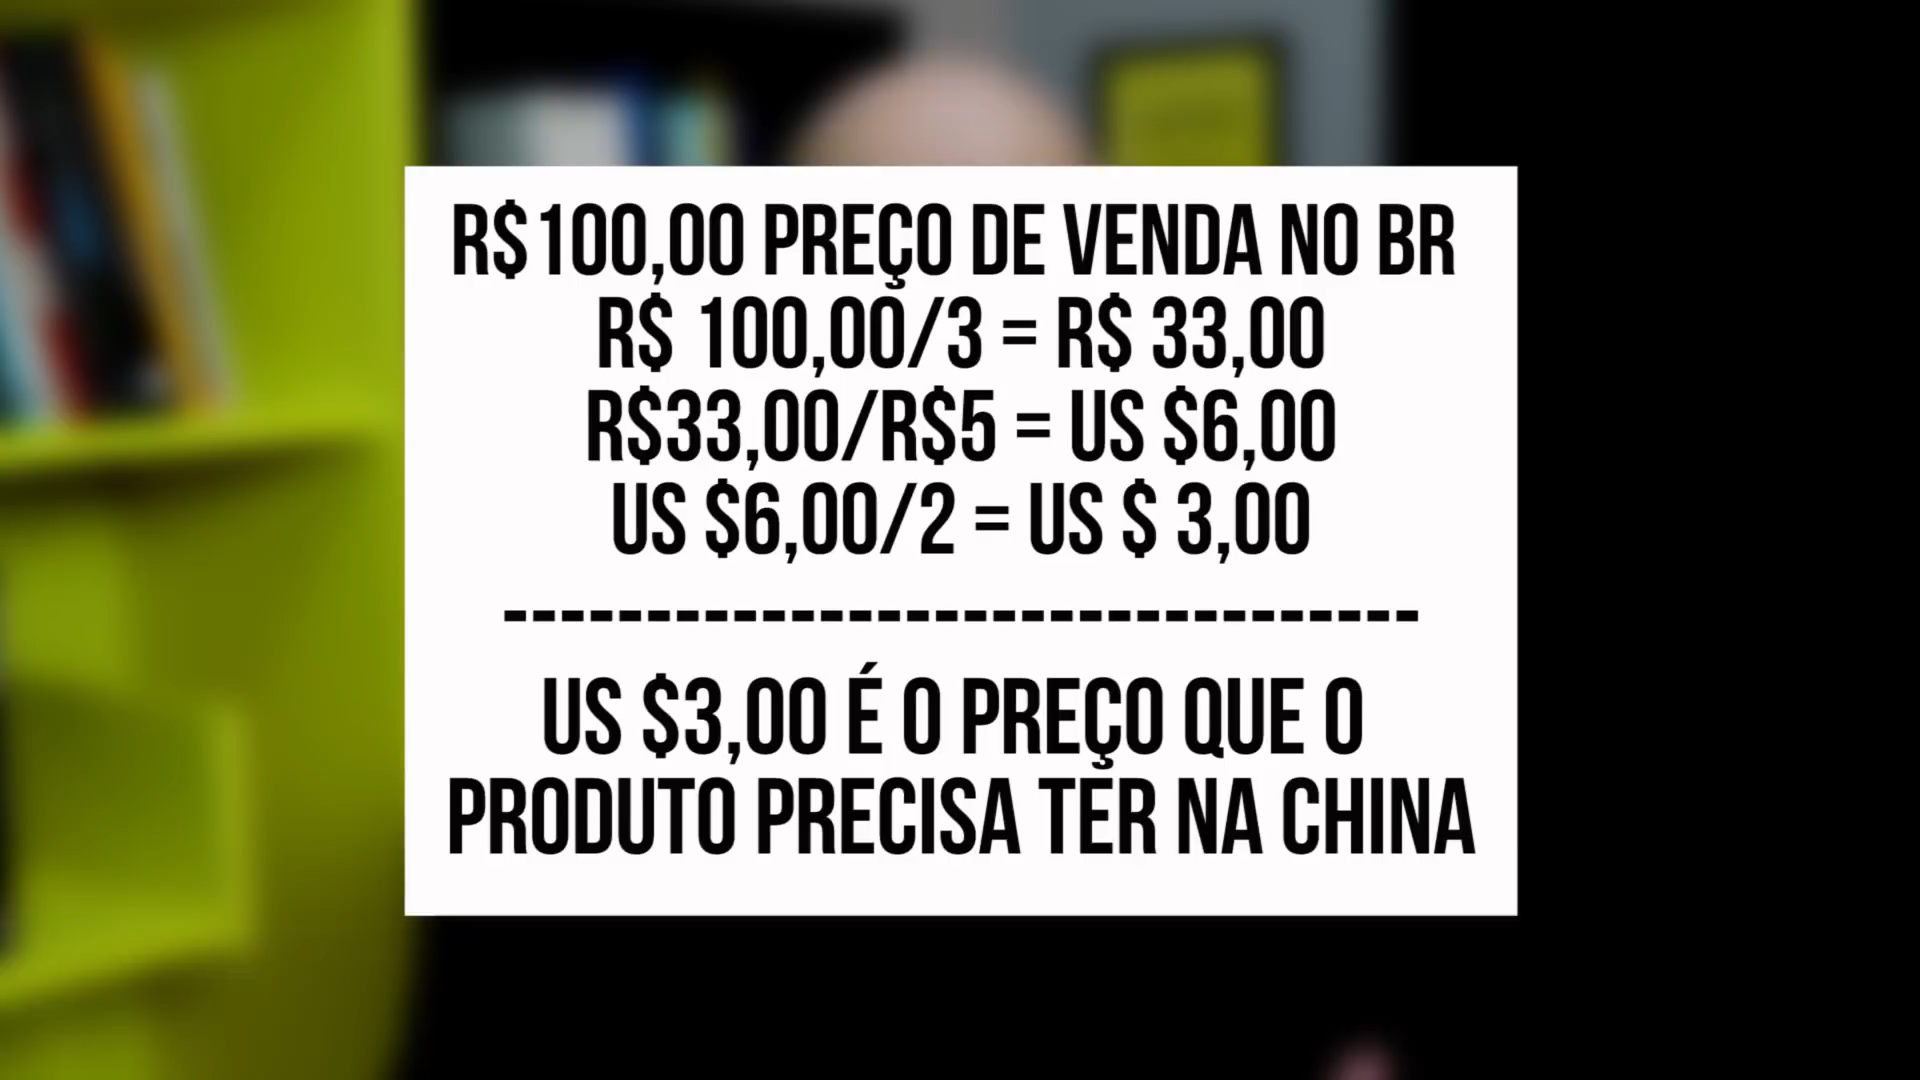 R$100,00 PREÇO DE VENDA NO BR
R$ 100,00/3 = R$ 33,00
R$33,00/R$5 = US $6,00
US $6,00/2 = US $ 3,00
--------------------------------
US $3,00 É O PREÇO QUE O
PRODUTO PRECISA TER NA CHINA